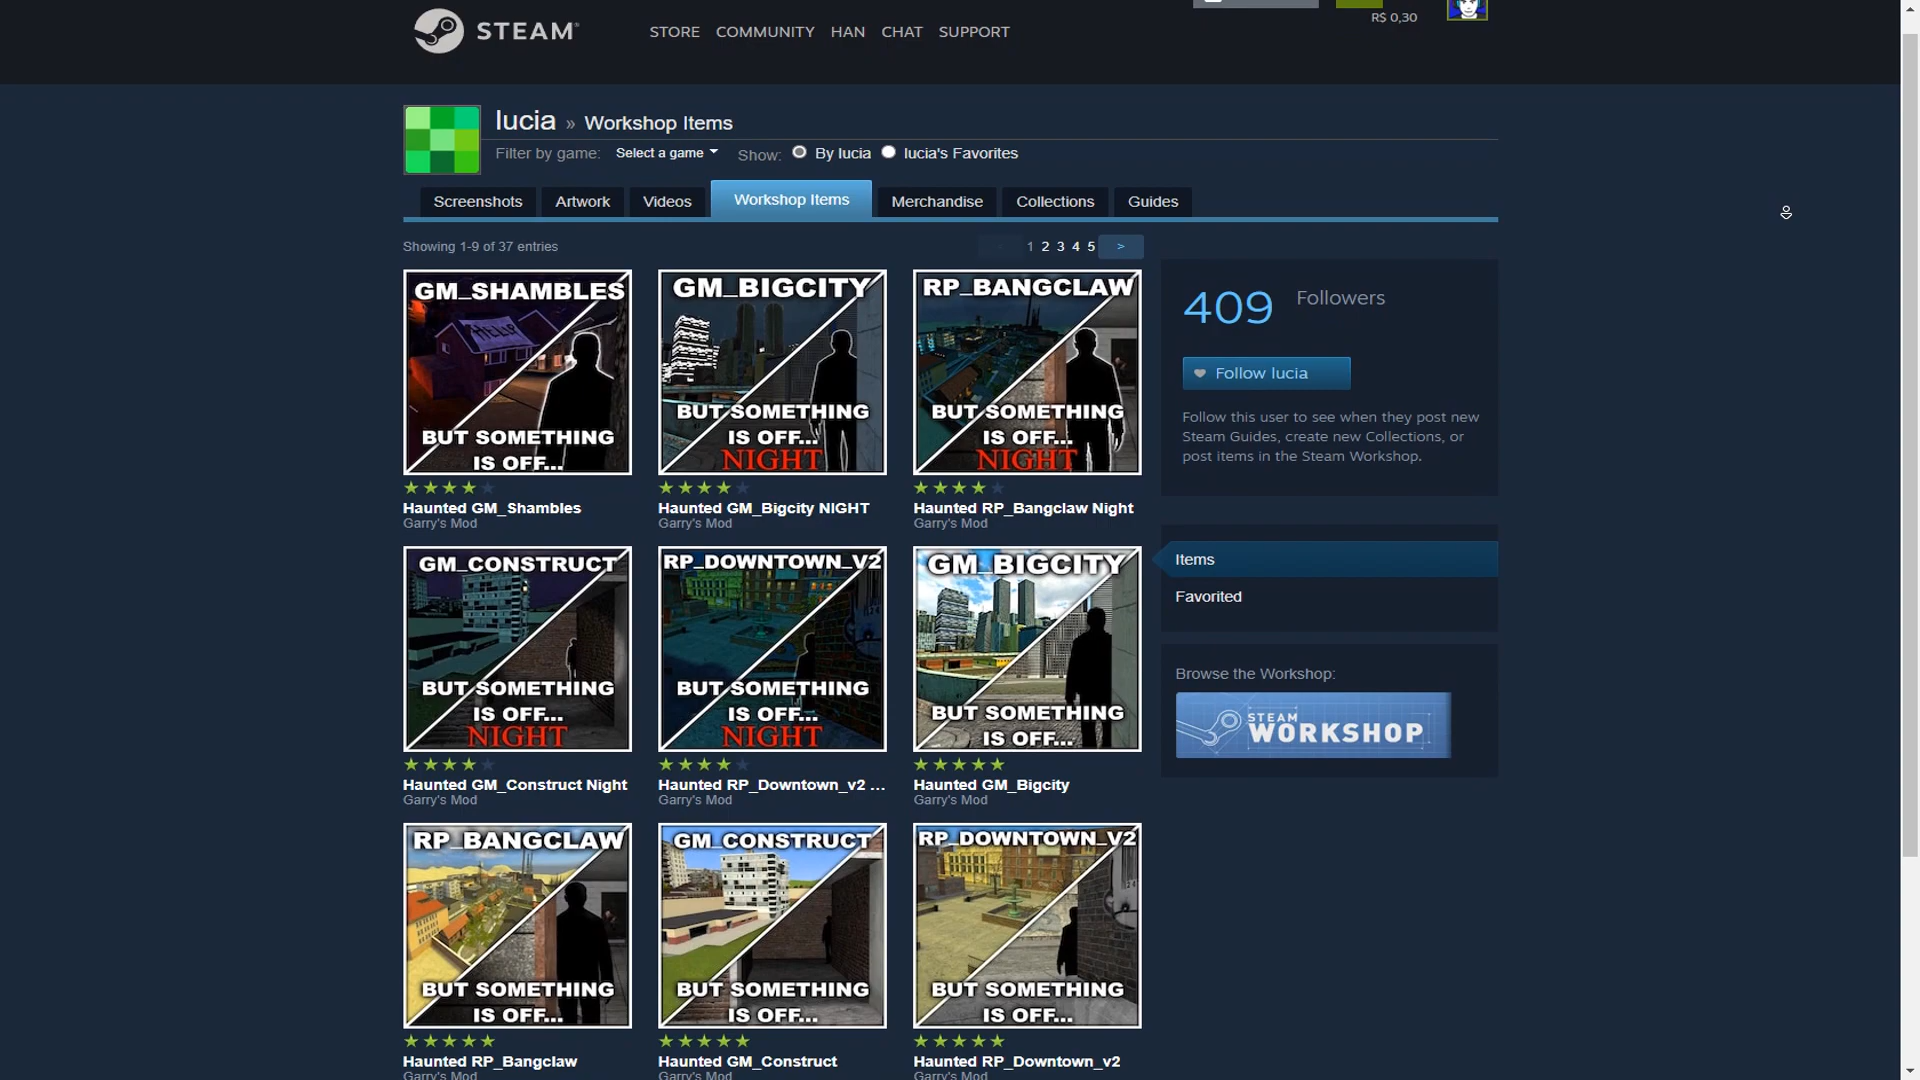 STEAM
STORE COMMUNITY HAN CHAT SUPPORT
R$ 0,30
lucia » Workshop Items
Filter by game: Select a game Show: By lucia lucia's Favorites
Screenshots Artwork Videos Workshop Items Merchandise Collections Guides
Showing 1-9 of 37 entries
< 1 2 3 4 5 >
GM_SHAMBLES
HELLO
BUT SOMETHING
IS OFF...
Haunted GM_Shambles
Garry's Mod
GM_BIGCITY
BUT SOMETHING
IS OFF...
NIGHT
Haunted GM_Bigcity NIGHT
Garry's Mod
RP_BANGCLAW
BUT SOMETHING
IS OFF...
NIGHT
Haunted RP_Bangclaw Night
Garry's Mod
GM_CONSTRUCT
BUT SOMETHING
IS OFF...
NIGHT
Haunted GM_Construct Night
Garry's Mod
RP_DOWNTOWN_V2
BUT SOMETHING
IS OFF...
NIGHT
Haunted RP_Downtown_v2 ...
Garry's Mod
GM_BIGCITY
BUT SOMETHING
IS OFF...
Haunted GM_Bigcity
Garry's Mod
RP_BANGCLAW
BUT SOMETHING
IS OFF...
Haunted RP_Bangclaw
Garry's Mod
GM_CONSTRUCT
BUT SOMETHING
IS OFF...
Haunted GM_Construct
Garry's Mod
RP_DOWNTOWN_V2
BUT SOMETHING
IS OFF...
Haunted RP_Downtown_v2
Garry's Mod
409 Followers
Follow lucia
Follow this user to see when they post new
Steam Guides, create new Collections, or
post items in the Steam Workshop.
Items
Favorited
Browse the Workshop:
STEAM
WORKSHOP